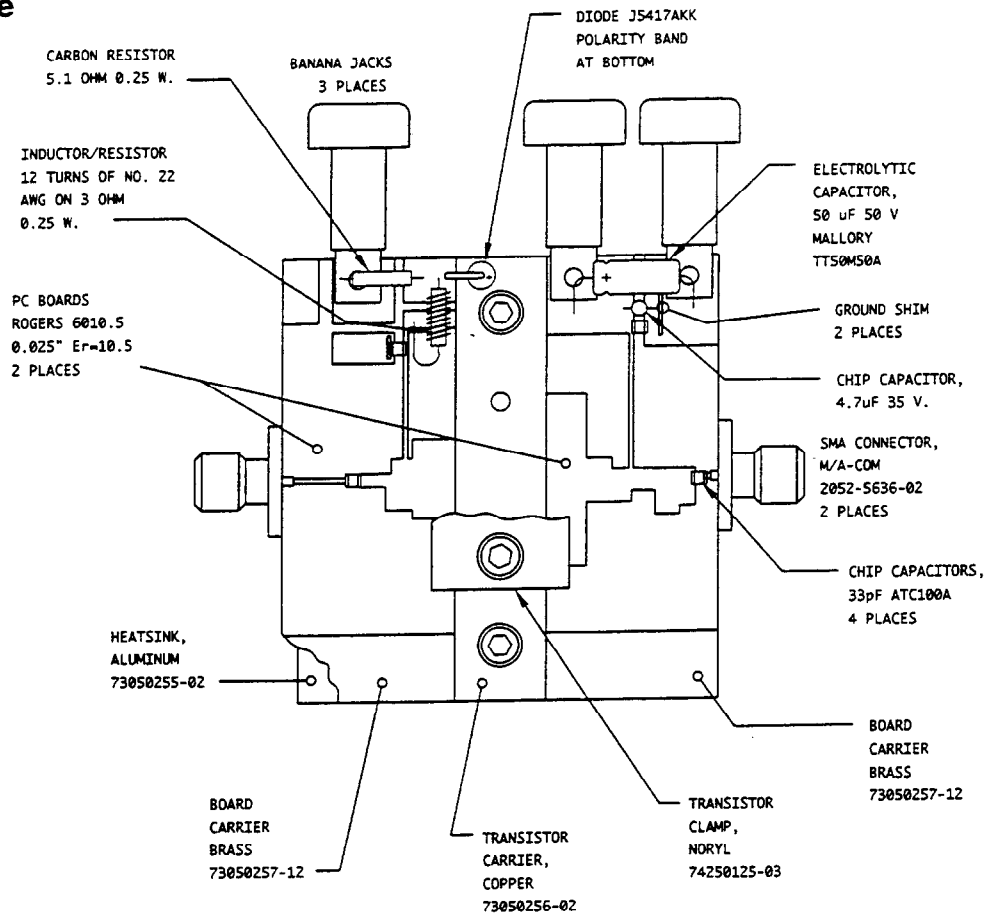 e
DIODE J5417AKK
POLARITY BAND
AT BOTTOM
CARBON RESISTOR
5.1 OHM 0.25 W.
BANANA JACKS
3 PLACES
INDUCTOR/RESISTOR
12 TURNS OF NO. 22
AWG ON 3 OHM
0.25 W.
ELECTROLYTIC
CAPACITOR,
50 uF 50 V
MALLORY
TT50M50A
PC BOARDS
ROGERS 6010.5
0.025" Er=10.5
2 PLACES
GROUND SHIM
2 PLACES
CHIP CAPACITOR,
4.7uF 35 V.
SMA CONNECTOR,
M/A-COM
2052-5636-02
2 PLACES
CHIP CAPACITORS,
33pF ATC100A
4 PLACES
HEATSINK,
ALUMINUM
73050255-02
BOARD
CARRIER
BRASS
73050257-12
BOARD
CARRIER
BRASS
73050257-12
TRANSISTOR
CARRIER,
COPPER
73050256-02
TRANSISTOR
CLAMP,
NORYL
74250125-03
+